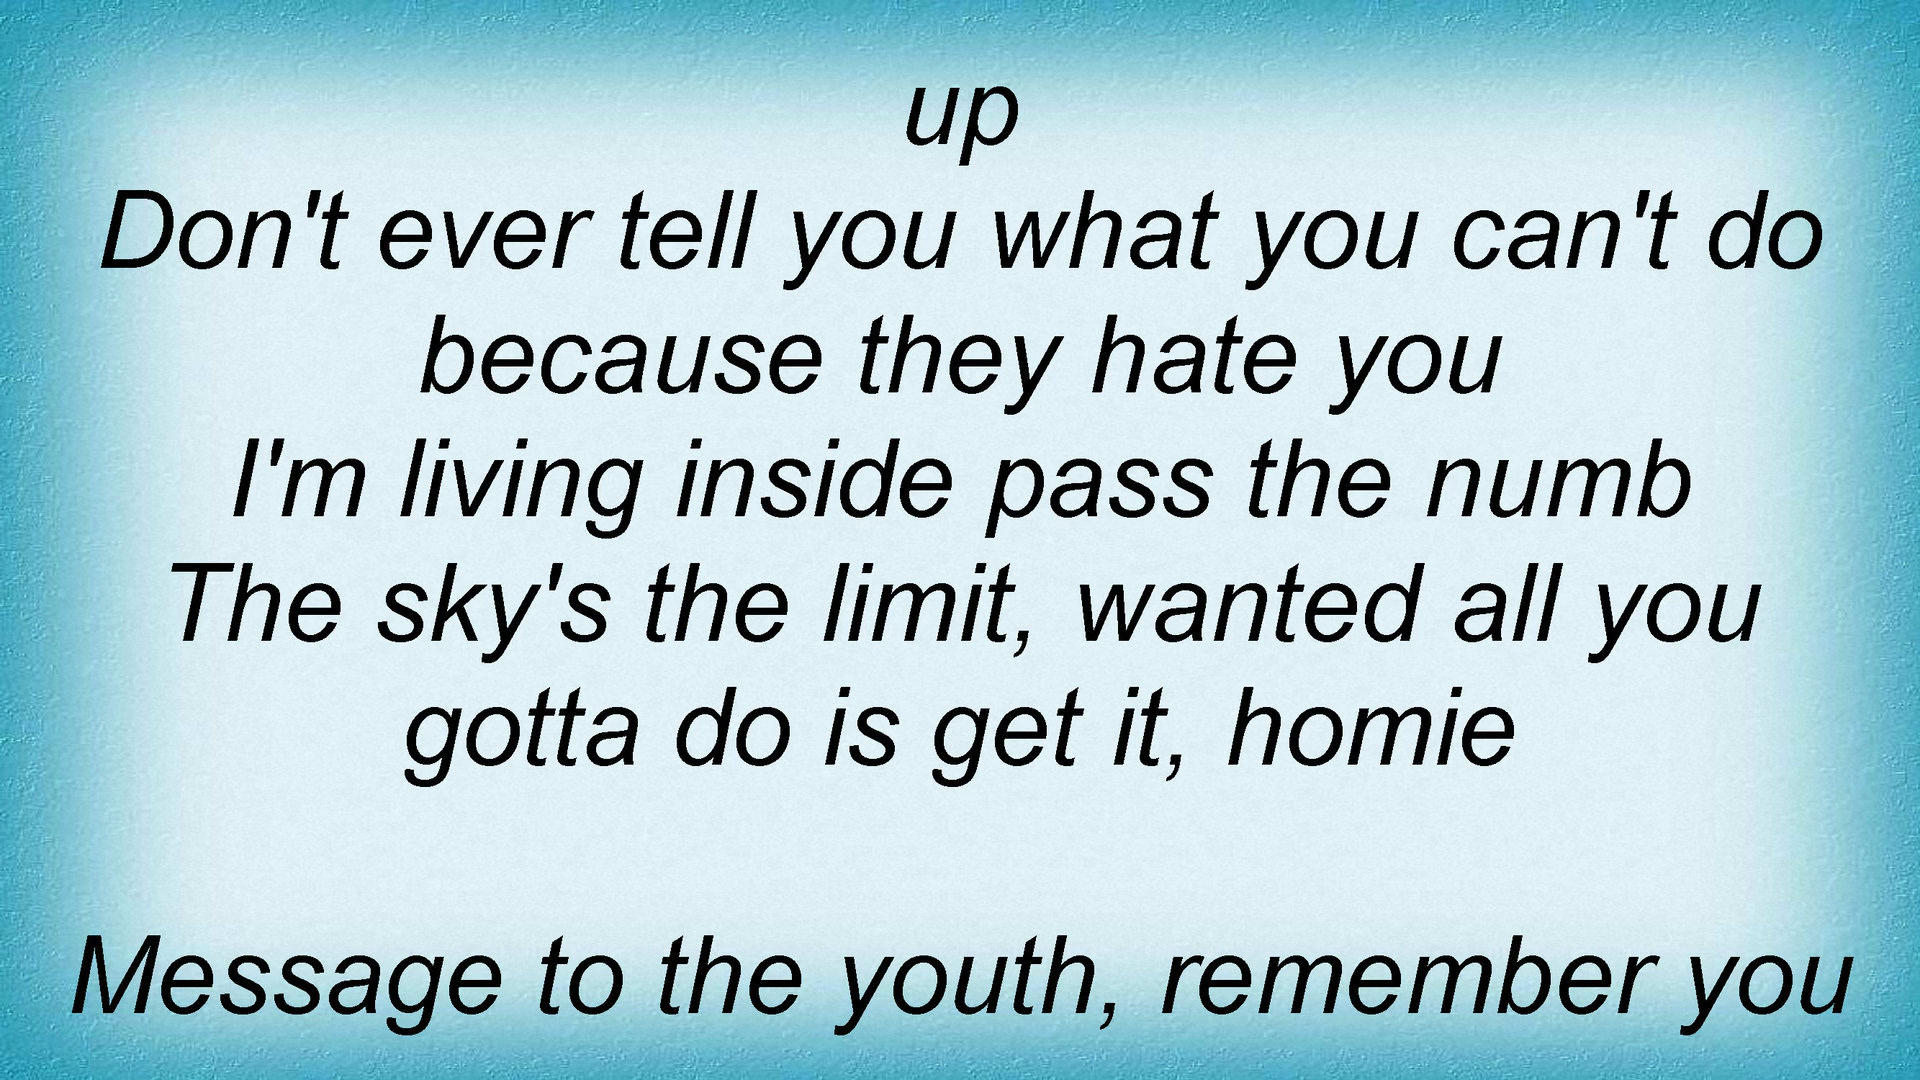 up
Don't ever tell you what you can't do
because they hate you
I'm living inside pass the numb
The sky's the limit, wanted all you
gotta do is get it, homie
Message to the youth, remember you